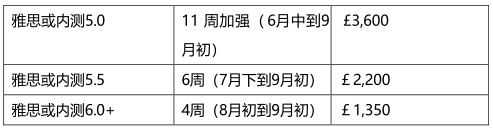 雅思或内测5.0 11 周加强（6月中到9月初） £3,600
雅思或内测5.5 6周（7月下到9月初） £2,200
雅思或内测6.0+ 4周（8月初到9月初） £1,350